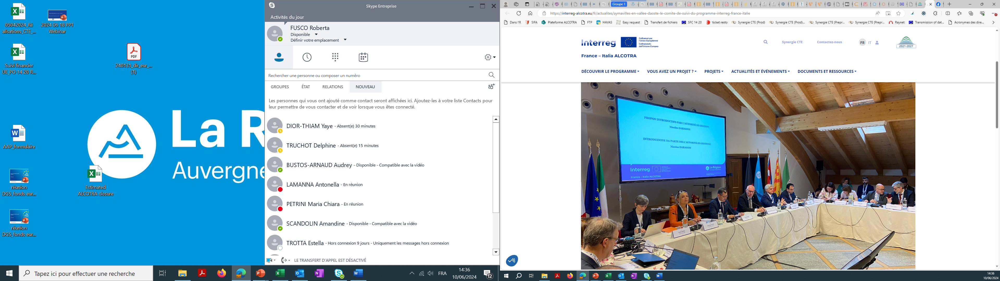 05042024_Ré
alisations_CTE_...
2024 06 18 PPT
Webinar
Suivi financier
UE_PO 14 20 R...
PDF
240131_dir_eur_...
(1)
AAP_formulaire
réunion
DGS_fonds eur...
Estimated
ALCOTRA closure
réunion
DGS_fonds eur...
La R
Auvergne
Skype Entreprise
Activités du jour
FUSCO Roberta
Disponible
Définir votre emplacement
Rechercher une personne ou composer un numéro
GROUPES ÉTAT RELATIONS NOUVEAU
Les personnes qui vous ont ajouté comme contact seront affichées ici. Ajoutez-les à votre liste Contacts pour
leur permettre de vous contacter et de voir lorsque vous êtes connecté.
DIOR-THIAM Yaye - Absent(e) 30 minutes
TRUCHOT Delphine - Absent(e) 15 minutes
BUSTOS-ARNAUD Audrey - Disponible - Compatible avec la vidéo
LAMANNA Antonella - En réunion
PETRINI Maria Chiara - En réunion
SCANDOLIN Amandine - Disponible - Compatible avec la vidéo
TROTTA Estella - Hors connexion 9 jours - Uniquement les messages hors connexion
LE TRANSFERT D'APPEL EST DÉSACTIVÉ
Tapez ici pour effectuer une recherche
FRA
14:36
10/06/2024
12
Groupe 1
https://interreg-alcotra.eu/fr/actualites/aymavilles-en-vallee-daoste-le-comite-de-suivi-du-programme-interreg-france-italie
Dans l'R SIFA Plateforme ALCOTRA FTP HAVAS Easy request Transfert de fichiers SFC 14 20 ticket resto Synergie CTE (Prod) Synergie CTE (Prod)... Synergie CTE (Prepr... Synergie CTE (Prepr... Raynet Transmission of dat... Acronymes des dire...
Interreg
Cofinancé par
l'Union Européenne
Cofinanziato
dall'Unione Europea
France – Italia ALCOTRA
Synergie CTE Contactez-nous FR IT
2021-2027
DÉCOUVRIR LE PROGRAMME VOUS AVEZ UN PROJET ? PROJETS ACTUALITÉS ET ÉVÉNEMENTS DOCUMENTS ET RESSOURCES
PROPOS INTRODUCTIFS PAR L'AUTORITÉ DE GESTION
Nicolas DARAGON
INTRODUZIONE DA PARTE DELL'AUTORITÀ DI GESTIONE
Nicolas DARAGON
Interreg
La Région
France – Italia ALCOTRA
14:36
10/06/2024